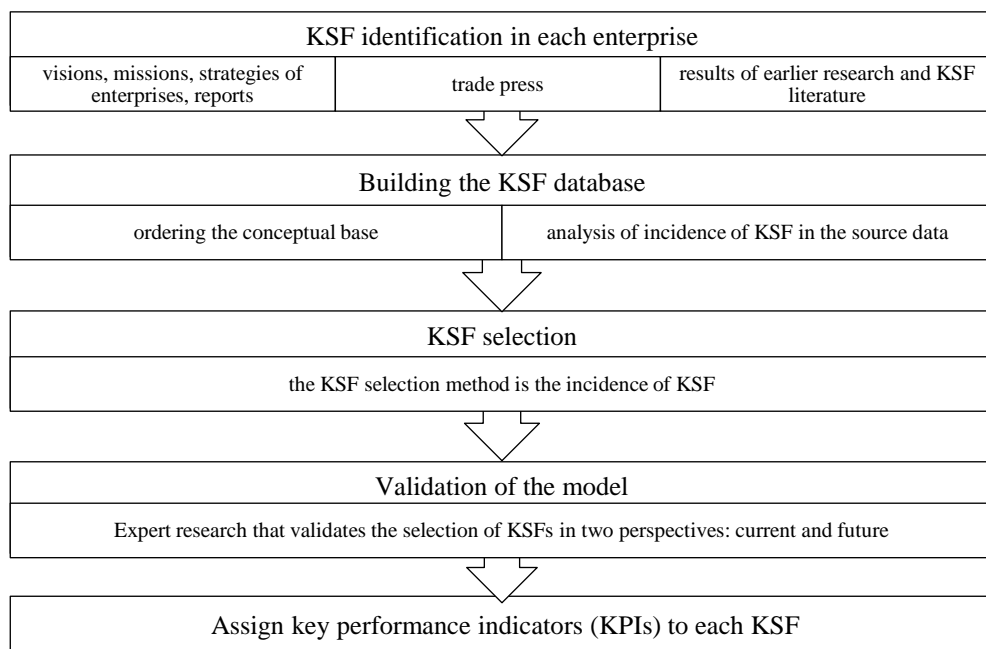 KSF identification in each enterprise
visions, missions, strategies of
enterprises, reports
trade press
results of earlier research and KSF
literature
Building the KSF database
ordering the conceptual base
analysis of incidence of KSF in the source data
KSF selection
the KSF selection method is the incidence of KSF
Validation of the model
Expert research that validates the selection of KSFs in two perspectives: current and future
Assign key performance indicators (KPIs) to each KSF